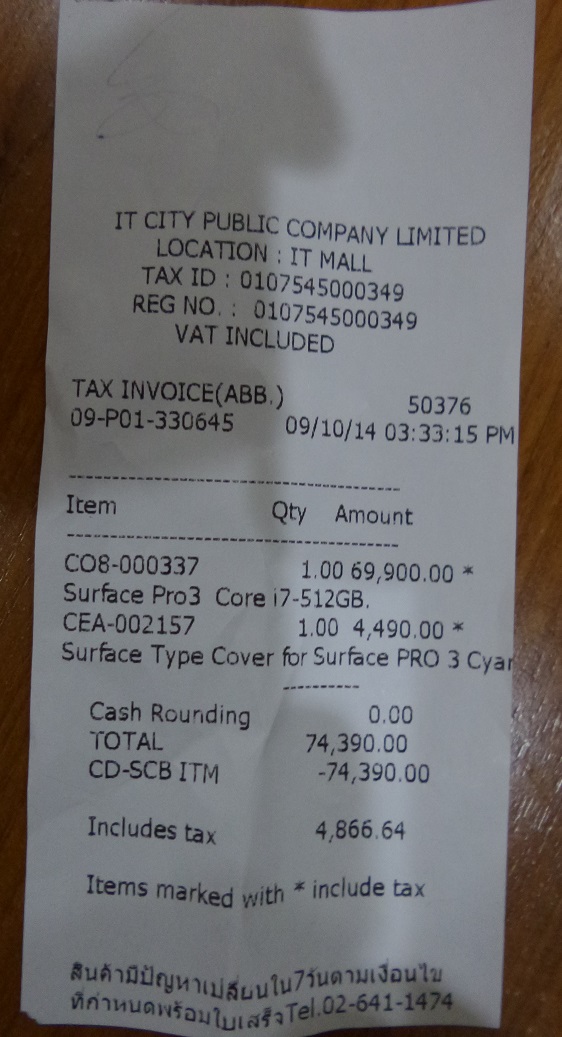 IT CITY PUBLIC COMPANY LIMITED
LOCATION : IT MALL
TAX ID : 0107545000349
REG NO. : 0107545000349
VAT INCLUDED
TAX INVOICE(ABB.) 50376
09-P01-330645 09/10/14 03:33:15 PM
Item Qty Amount
CO8-000337 1.00 69,900.00 *
Surface Pro3 Core i7-512GB.
CEA-002157 1.00 4,490.00 *
Surface Type Cover for Surface PRO 3 Cyan
Cash Rounding 0.00
TOTAL 74,390.00
CD-SCB ITM -74,390.00
Includes tax 4,866.64
Items marked with * include tax
สินค้ามีปัญหาเปลี่ยนใน7วันตามเงื่อนไข
ที่กำหนดพร้อมใบเสร็จTel.02-641-1474